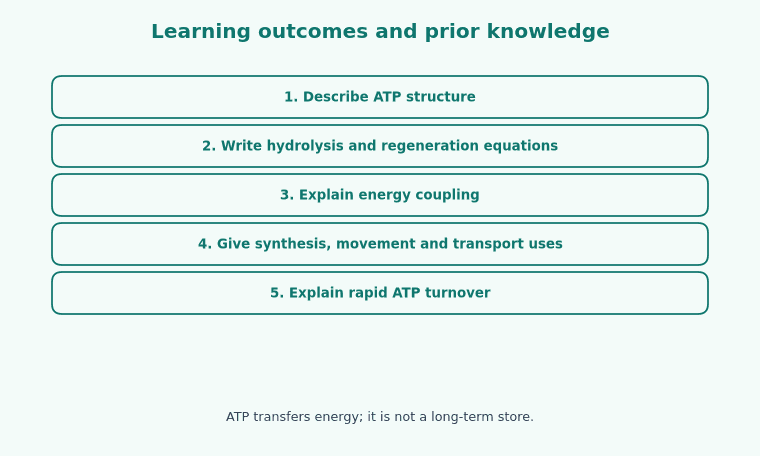 Learning outcomes and prior knowledge
1. Describe ATP structure
2. Write hydrolysis and regeneration equations
3. Explain energy coupling
4. Give synthesis, movement and transport uses
5. Explain rapid ATP turnover
ATP transfers energy; it is not a long-term store.